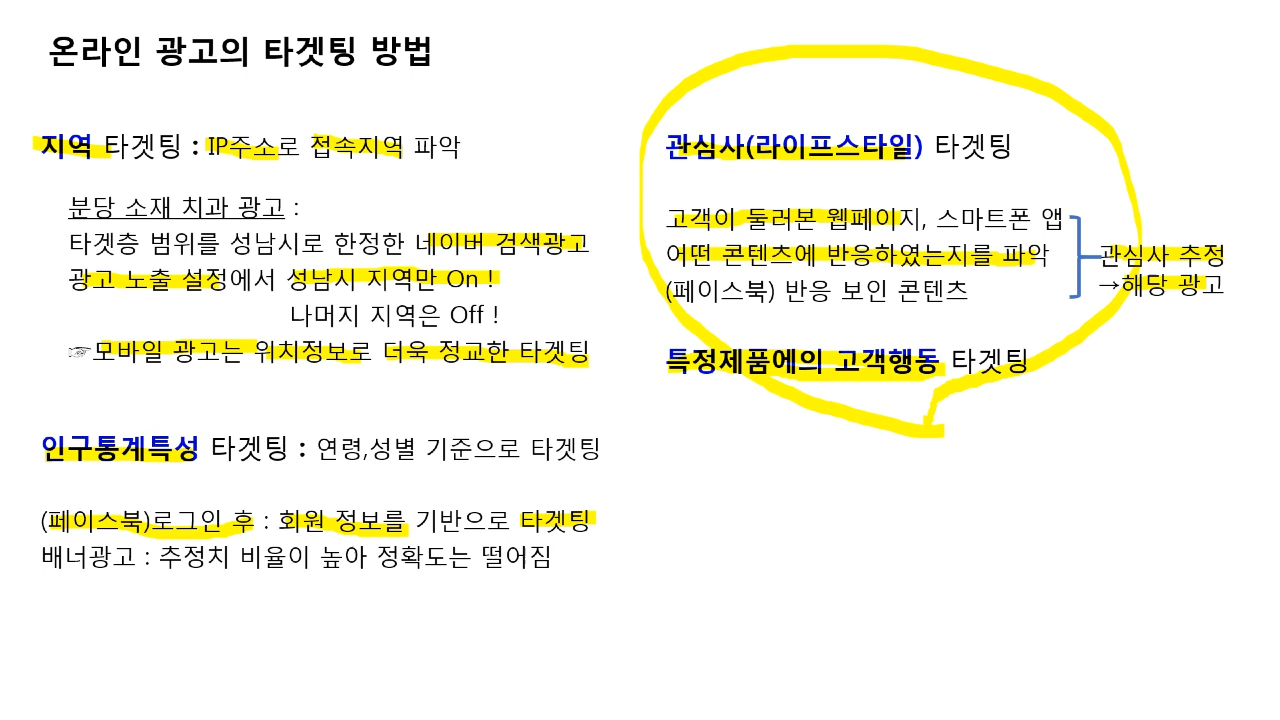 온라인 광고의 타겟팅 방법
지역 타겟팅 : IP주소로 접속지역 파악
분당 소재 치과 광고 :
타겟층 범위를 성남시로 한정한 네이버 검색광고
광고 노출 설정에서 성남시 지역만 On !
나머지 지역은 Off !
☞모바일 광고는 위치정보로 더욱 정교한 타겟팅
인구통계특성 타겟팅 : 연령,성별 기준으로 타겟팅
(페이스북)로그인 후 : 회원 정보를 기반으로 타겟팅
배너광고 : 추정치 비율이 높아 정확도는 떨어짐
관심사(라이프스타일) 타겟팅
고객이 둘러본 웹페이지, 스마트폰 앱
어떤 콘텐츠에 반응하였는지를 파악
(페이스북) 반응 보인 콘텐츠
관심사 추정
→해당 광고
특정제품에의 고객행동 타겟팅